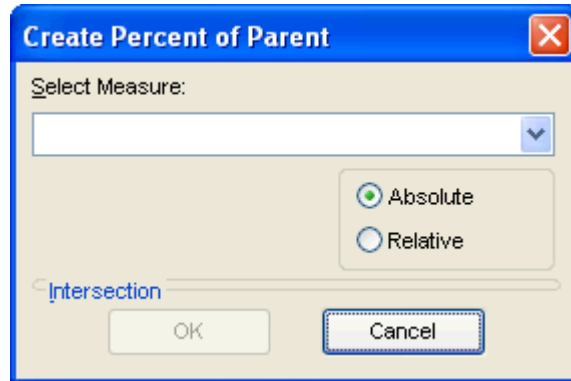 Create Percent of Parent
Select Measure:
Absolute
Relative
Intersection
OK
Cancel